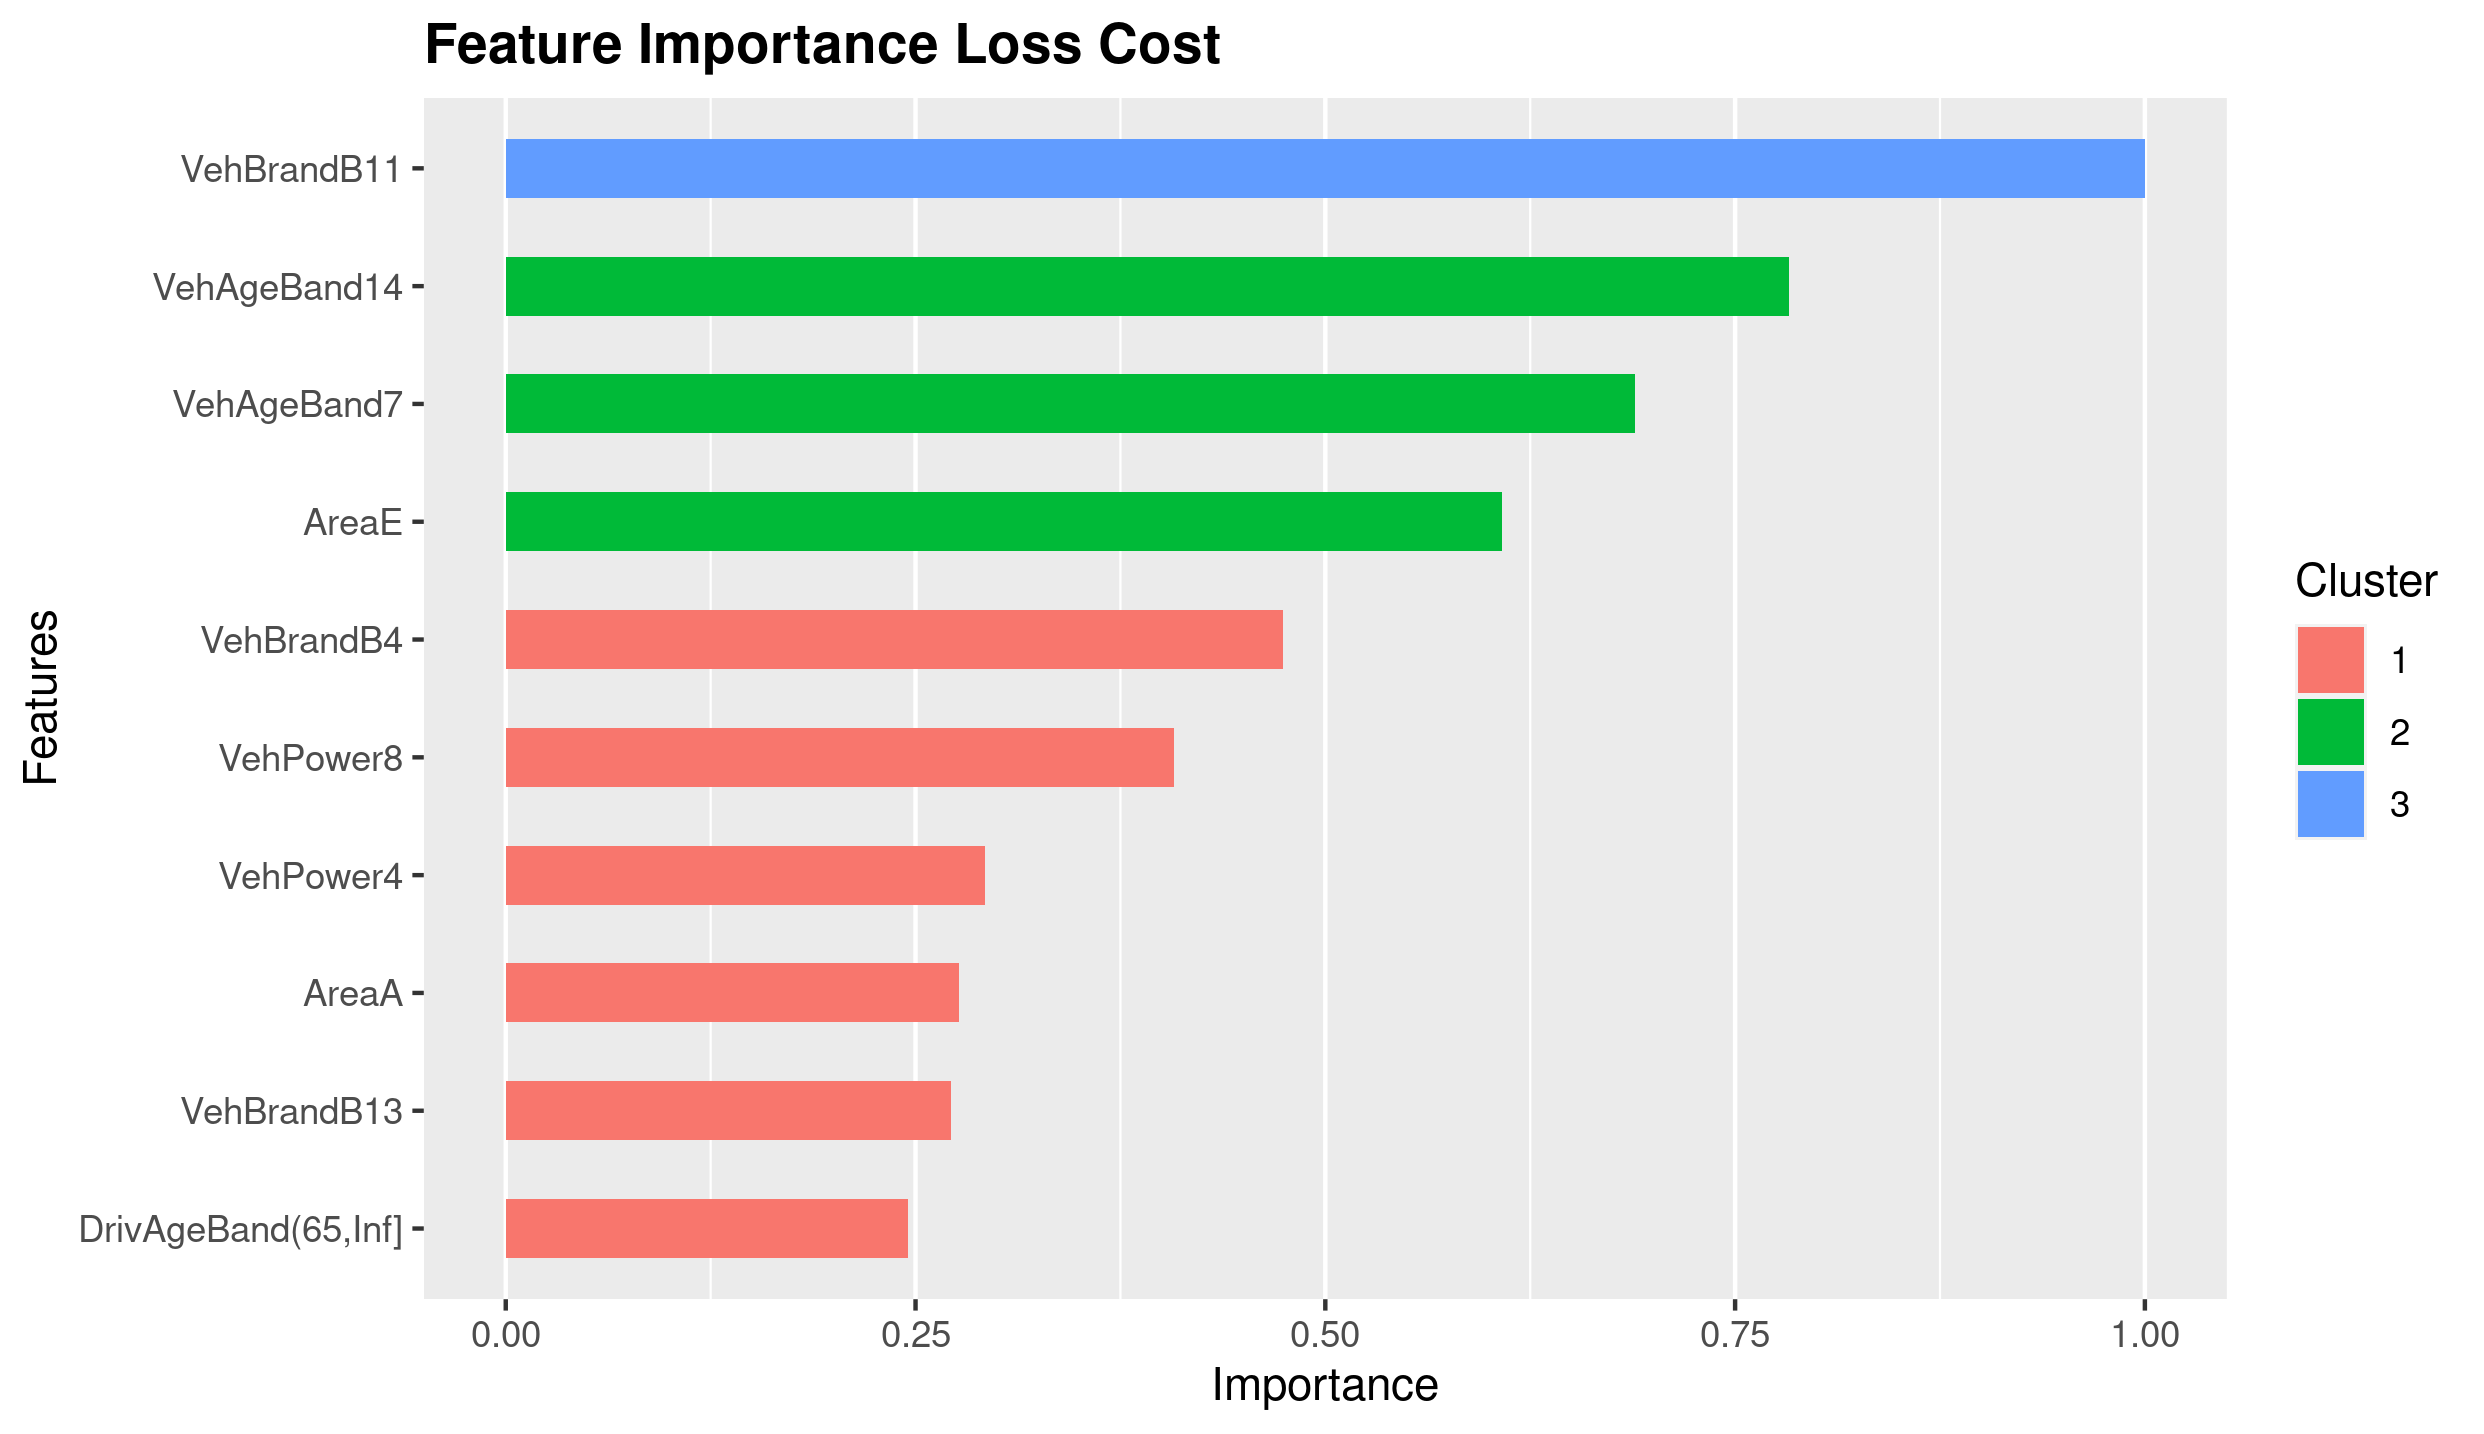 Feature Importance Loss Cost
Features
VehBrandB11
VehAgeBand14
VehAgeBand7
AreaE
VehBrandB4
VehPower8
VehPower4
AreaA
VehBrandB13
DrivAgeBand(65,Inf]
0.00 0.25 0.50 0.75 1.00
Importance
Cluster
1
2
3